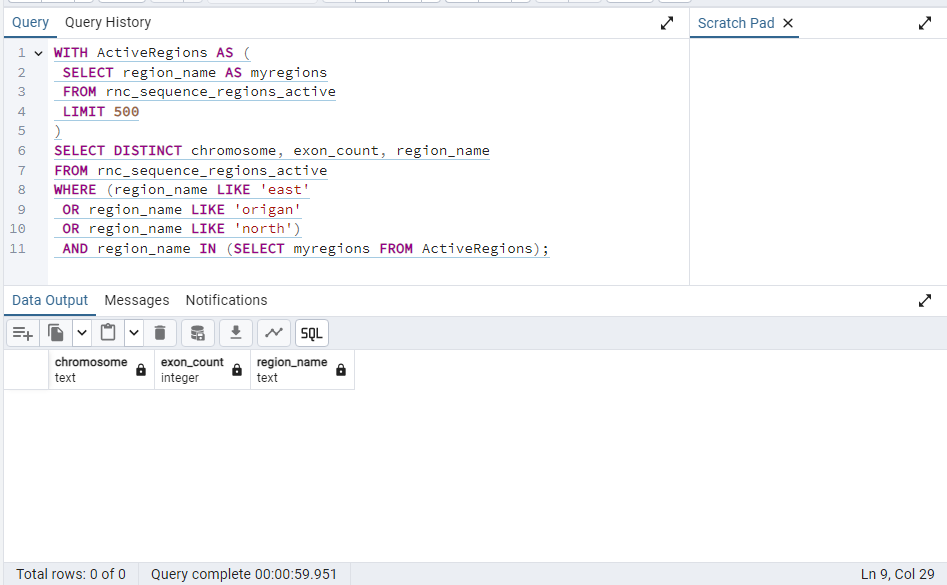 Query Query History Scratch Pad
1 WITH ActiveRegions AS (
2 SELECT region_name AS myregions
3 FROM rnc_sequence_regions_active
4 LIMIT 500
5 )
6 SELECT DISTINCT chromosome, exon_count, region_name
7 FROM rnc_sequence_regions_active
8 WHERE (region_name LIKE 'east'
9 OR region_name LIKE 'origan'
10 OR region_name LIKE 'north')
11 AND region_name IN (SELECT myregions FROM ActiveRegions);
Data Output Messages Notifications
SQL
chromosome exon_count region_name
text integer text
Total rows: 0 of 0 Query complete 00:00:59.951 Ln 9, Col 29